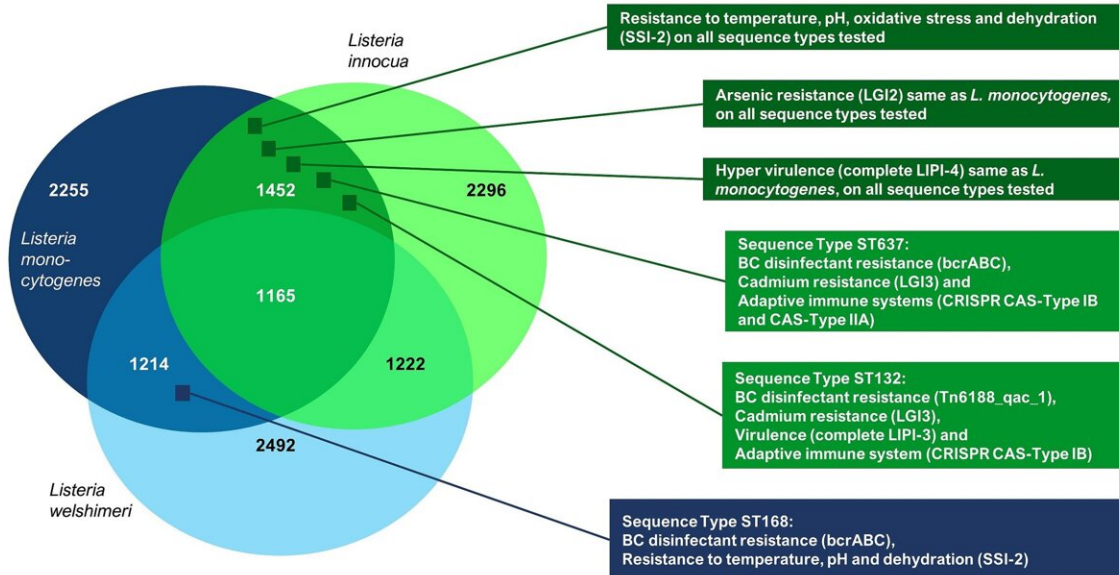 Listeria
innocua
2255
1452
2296
Listeria
mono-
cytogenes
1165
1214
1222
2492
Listeria
welshimeri
Resistance to temperature, pH, oxidative stress and dehydration
(SSI-2) on all sequence types tested
Arsenic resistance (LGI2) same as L. monocytogenes,
on all sequence types tested
Hyper virulence (complete LIPI-4) same as L.
monocytogenes, on all sequence types tested
Sequence Type ST637:
BC disinfectant resistance (bcrABC),
Cadmium resistance (LGI3) and
Adaptive immune systems (CRISPR CAS-Type IB
and CAS-Type IIA)
Sequence Type ST132:
BC disinfectant resistance (Tn6188_qac_1),
Cadmium resistance (LGI3),
Virulence (complete LIPI-3) and
Adaptive immune system (CRISPR CAS-Type IB)
Sequence Type ST168:
BC disinfectant resistance (bcrABC),
Resistance to temperature, pH and dehydration (SSI-2)